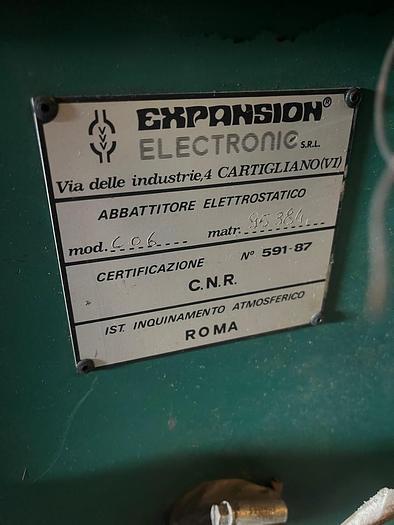 EXPANSION®
ELECTRONIC S.R.L.
Via delle industrie,4 CARTIGLIANO(VI)
ABBATTITORE ELETTROSTATICO
mod. C06 matr. 95384
CERTIFICAZIONE N° 591-87
C.N.R.
IST. INQUINAMENTO ATMOSFERICO
ROMA